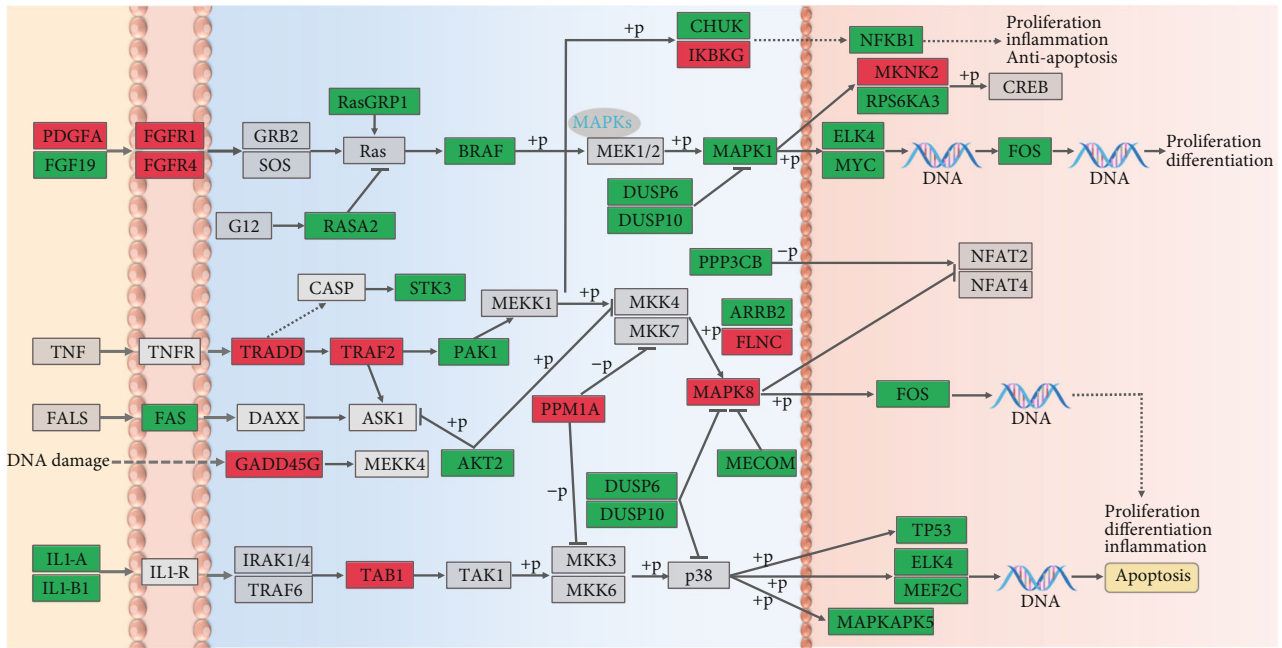 CHUK
IKBKG
+p
NFKB1
Proliferation
inflammation
Anti-apoptosis
MKNK2
RPS6KA3
+p
CREB
RasGRP1
MAPKs
PDGFA
FGF19
FGFR1
FGFR4
GRB2
SOS
Ras
BRAF
+p
MEK1/2
+p
MAPK1
+p
ELK4
MYC
DNA
FOS
DNA
Proliferation
differentiation
DUSP6
DUSP10
G12
RASA2
PPP3CB
−p
NFAT2
NFAT4
CASP
STK3
MEKK1
+p
MKK4
MKK7
ARRB2
FLNC
+p
TNF
TNFR
TRADD
TRAF2
PAK1
+p
−p
MAPK8
+p
FOS
DNA
FALS
FAS
DAXX
ASK1
+p
PPM1A
DNA damage
GADD45G
MEKK4
AKT2
MECOM
−p
DUSP6
DUSP10
Proliferation
differentiation
inflammation
IL1-A
IL1-B1
IL1-R
IRAK1/4
TRAF6
TAB1
TAK1
+p
MKK3
MKK6
+p
p38
+p
+p
+p
TP53
ELK4
MEF2C
MAPKAPK5
DNA
Apoptosis